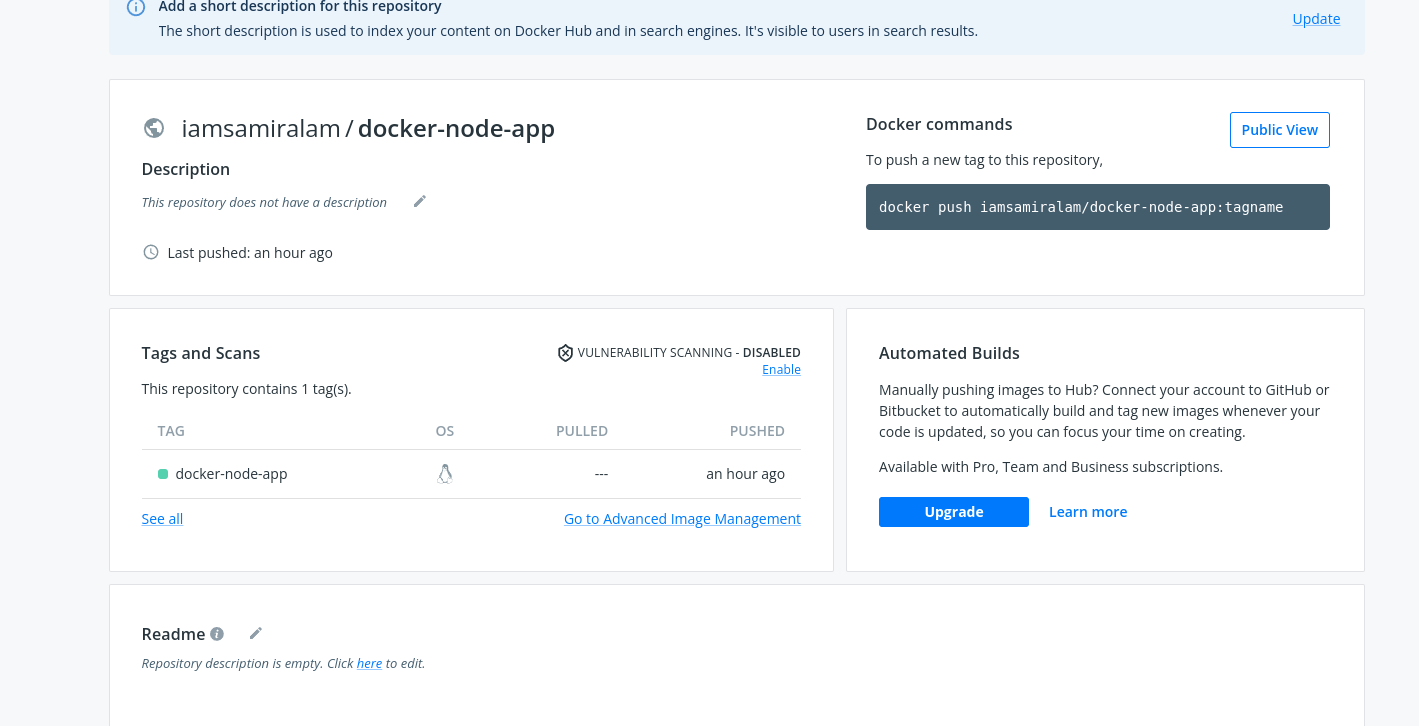 Add a short description for this repository
The short description is used to index your content on Docker Hub and in search engines. It's visible to users in search results.
Update
iamsamiralam / docker-node-app
Description
This repository does not have a description
Last pushed: an hour ago
Docker commands
Public View
To push a new tag to this repository,
docker push iamsamiralam/docker-node-app:tagname
Tags and Scans
VULNERABILITY SCANNING - DISABLED
Enable
This repository contains 1 tag(s).
TAG OS PULLED PUSHED
docker-node-app --- an hour ago
See all Go to Advanced Image Management
Automated Builds
Manually pushing images to Hub? Connect your account to GitHub or
Bitbucket to automatically build and tag new images whenever your
code is updated, so you can focus your time on creating.
Available with Pro, Team and Business subscriptions.
Upgrade Learn more
Readme
Repository description is empty. Click here to edit.